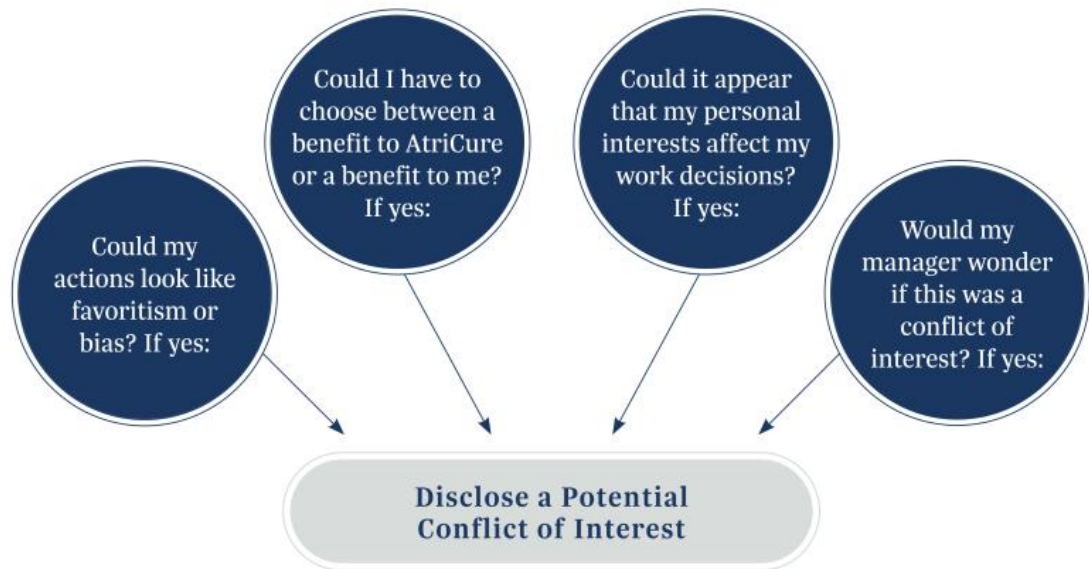 Could my
actions look like
favoritism or
bias? If yes:
Could I have to
choose between a
benefit to AtriCure
or a benefit to me?
If yes:
Could it appear
that my personal
interests affect my
work decisions?
If yes:
Would my
manager wonder
if this was a
conflict of
interest? If yes:
Disclose a Potential
Conflict of Interest